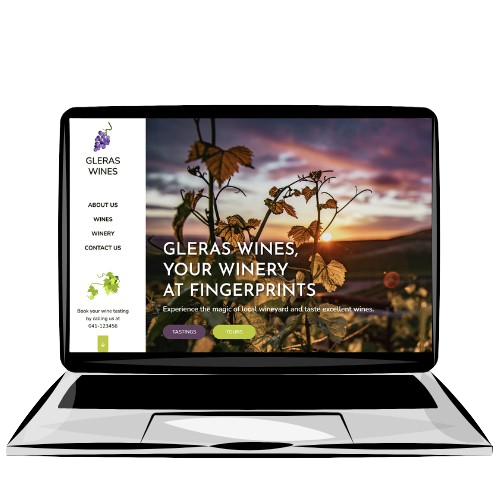 GLERAS
WINES
ABOUT US
WINES
WINERY
CONTACT US
Book your wine tasting
by calling us at
641-123456
GLERAS WINES,
YOUR WINERY
AT FINGERPRINTS
Experience the magic of local wineyard and taste excellent wines.
TASTINGS
TOURS